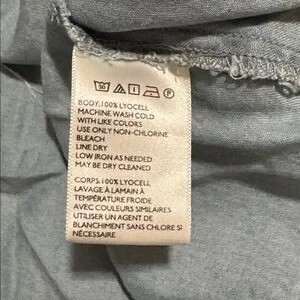 30 P
BODY: 100% LYOCELL
MACHINE WASH COLD
WITH LIKE COLORS
USE ONLY NON-CHLORINE
BLEACH
LINE DRY
LOW IRON AS NEEDED
MAY BE DRY CLEANED
CORPS: 100% LYOCELL
LAVAGE À LAMAIN À
TEMPÉRATURE FROIDE
AVEC COULEURS SIMILAIRES
UTILISER UN AGENT DE
BLANCHIMENT SANS CHLORE SI
NÉCESSAIRE